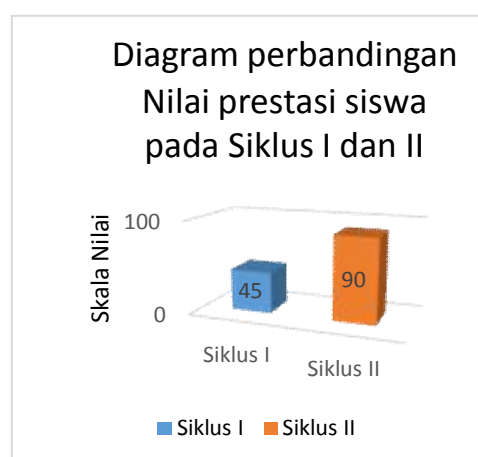 Diagram perbandingan
Nilai prestasi siswa
pada Siklus I dan II
Skala Nilai
100
0
45
90
Siklus I
Siklus II
Siklus I
Siklus II